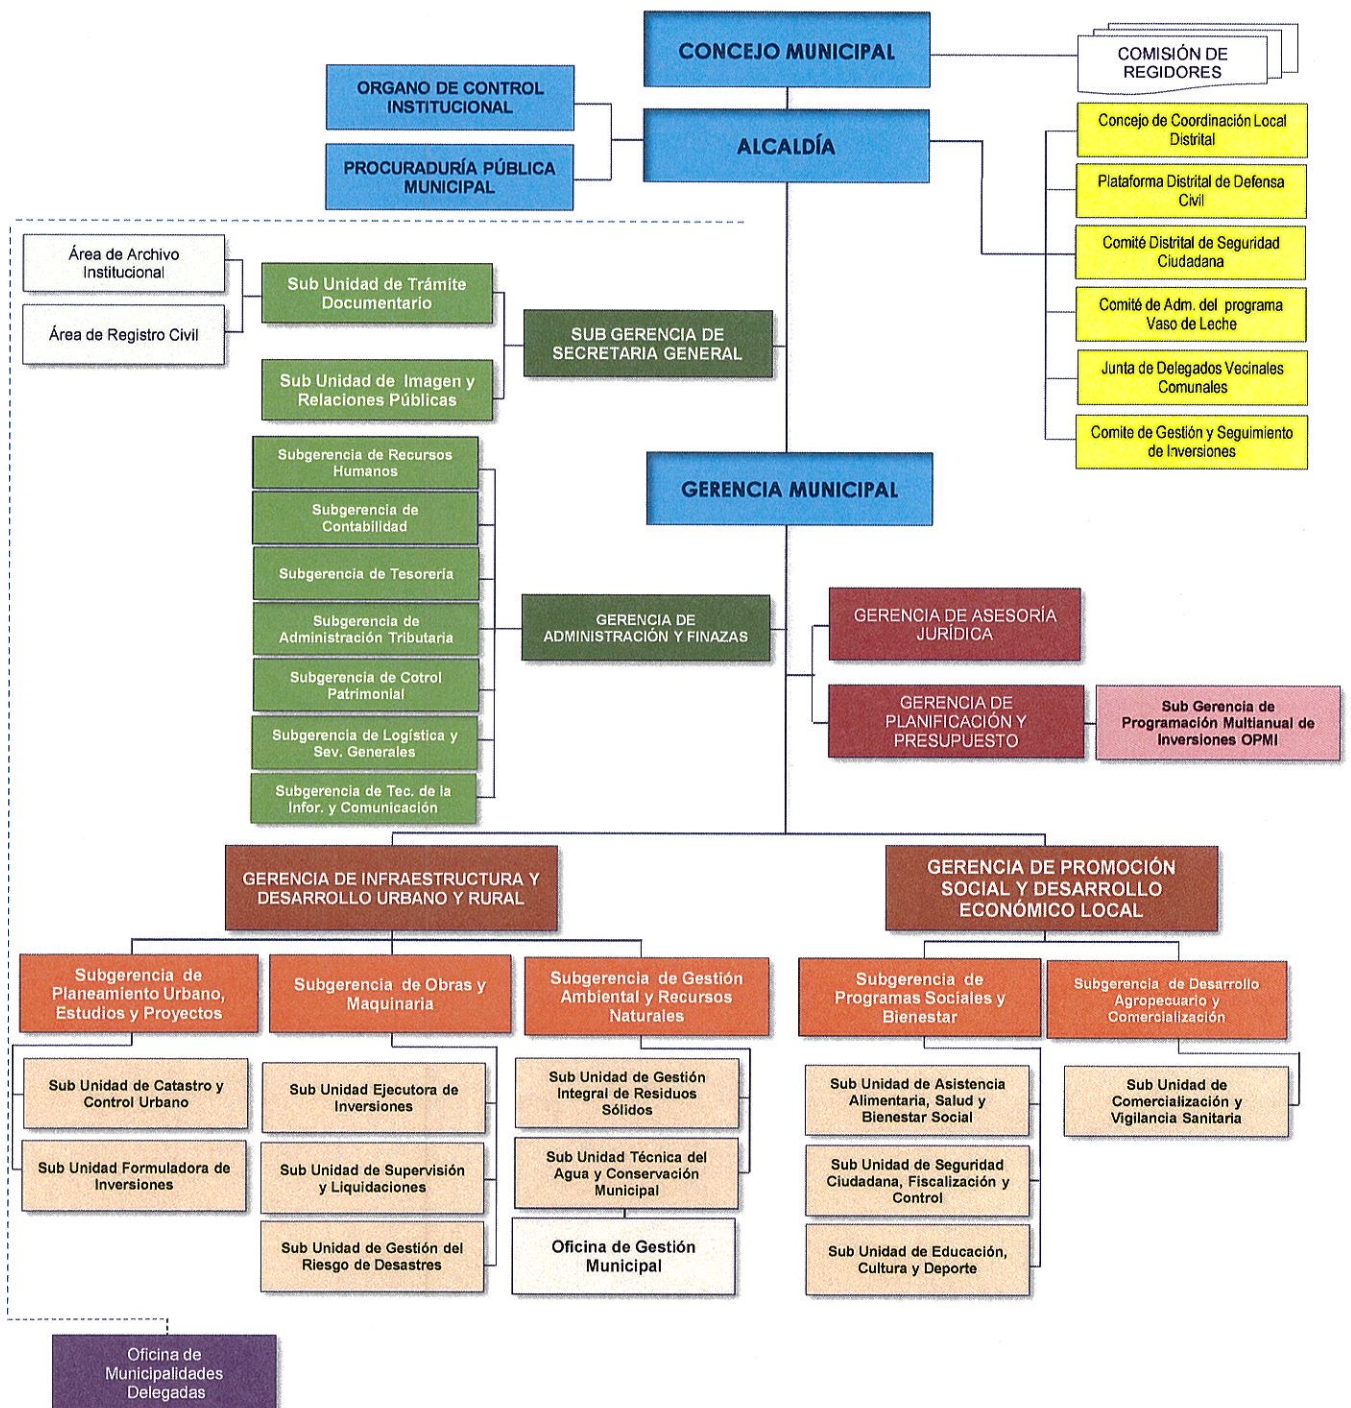 CONCEJO MUNICIPAL
COMISIÓN DE
REGIDORES
ORGANO DE CONTROL
INSTITUCIONAL
ALCALDÍA
PROCURADURÍA PÚBLICA
MUNICIPAL
Concejo de Coordinación Local
Distrital
Plataforma Distrital de Defensa
Civil
Comité Distrital de Seguridad
Ciudadana
Comité de Adm. del programa
Vaso de Leche
Junta de Delegados Vecinales
Comunales
Comite de Gestión y Seguimiento
de Inversiones
Área de Archivo
Institucional
Área de Registro Civil
Sub Unidad de Trámite
Documentario
Sub Unidad de Imagen y
Relaciones Públicas
SUB GERENCIA DE
SECRETARIA GENERAL
GERENCIA MUNICIPAL
Subgerencia de Recursos
Humanos
Subgerencia de
Contabilidad
Subgerencia de Tesorería
Subgerencia de
Administración Tributaria
Subgerencia de Cotrol
Patrimonial
Subgerencia de Logística y
Sev. Generales
Subgerencia de Tec. de la
Infor. y Comunicación
GERENCIA DE
ADMINISTRACIÓN Y FINAZAS
GERENCIA DE ASESORÍA
JURÍDICA
GERENCIA DE
PLANIFICACIÓN Y
PRESUPUESTO
Sub Gerencia de
Programación Multianual de
Inversiones OPMI
GERENCIA DE INFRAESTRUCTURA Y
DESARROLLO URBANO Y RURAL
GERENCIA DE PROMOCIÓN
SOCIAL Y DESARROLLO
ECONÓMICO LOCAL
Subgerencia de
Planeamiento Urbano,
Estudios y Proyectos
Subgerencia de Obras y
Maquinaria
Subgerencia de Gestión
Ambiental y Recursos
Naturales
Subgerencia de
Programas Sociales y
Bienestar
Subgerencia de Desarrollo
Agropecuario y
Comercialización
Sub Unidad de Catastro y
Control Urbano
Sub Unidad Formuladora de
Inversiones
Sub Unidad Ejecutora de
Inversiones
Sub Unidad de Supervisión
y Liquidaciones
Sub Unidad de Gestión del
Riesgo de Desastres
Sub Unidad de Gestión
Integral de Residuos
Sólidos
Sub Unidad Técnica del
Agua y Conservación
Municipal
Oficina de Gestión
Municipal
Sub Unidad de Asistencia
Alimentaria, Salud y
Bienestar Social
Sub Unidad de Seguridad
Ciudadana, Fiscalización y
Control
Sub Unidad de Educación,
Cultura y Deporte
Sub Unidad de
Comercialización y
Vigilancia Sanitaria
Oficina de
Municipalidades
Delegadas